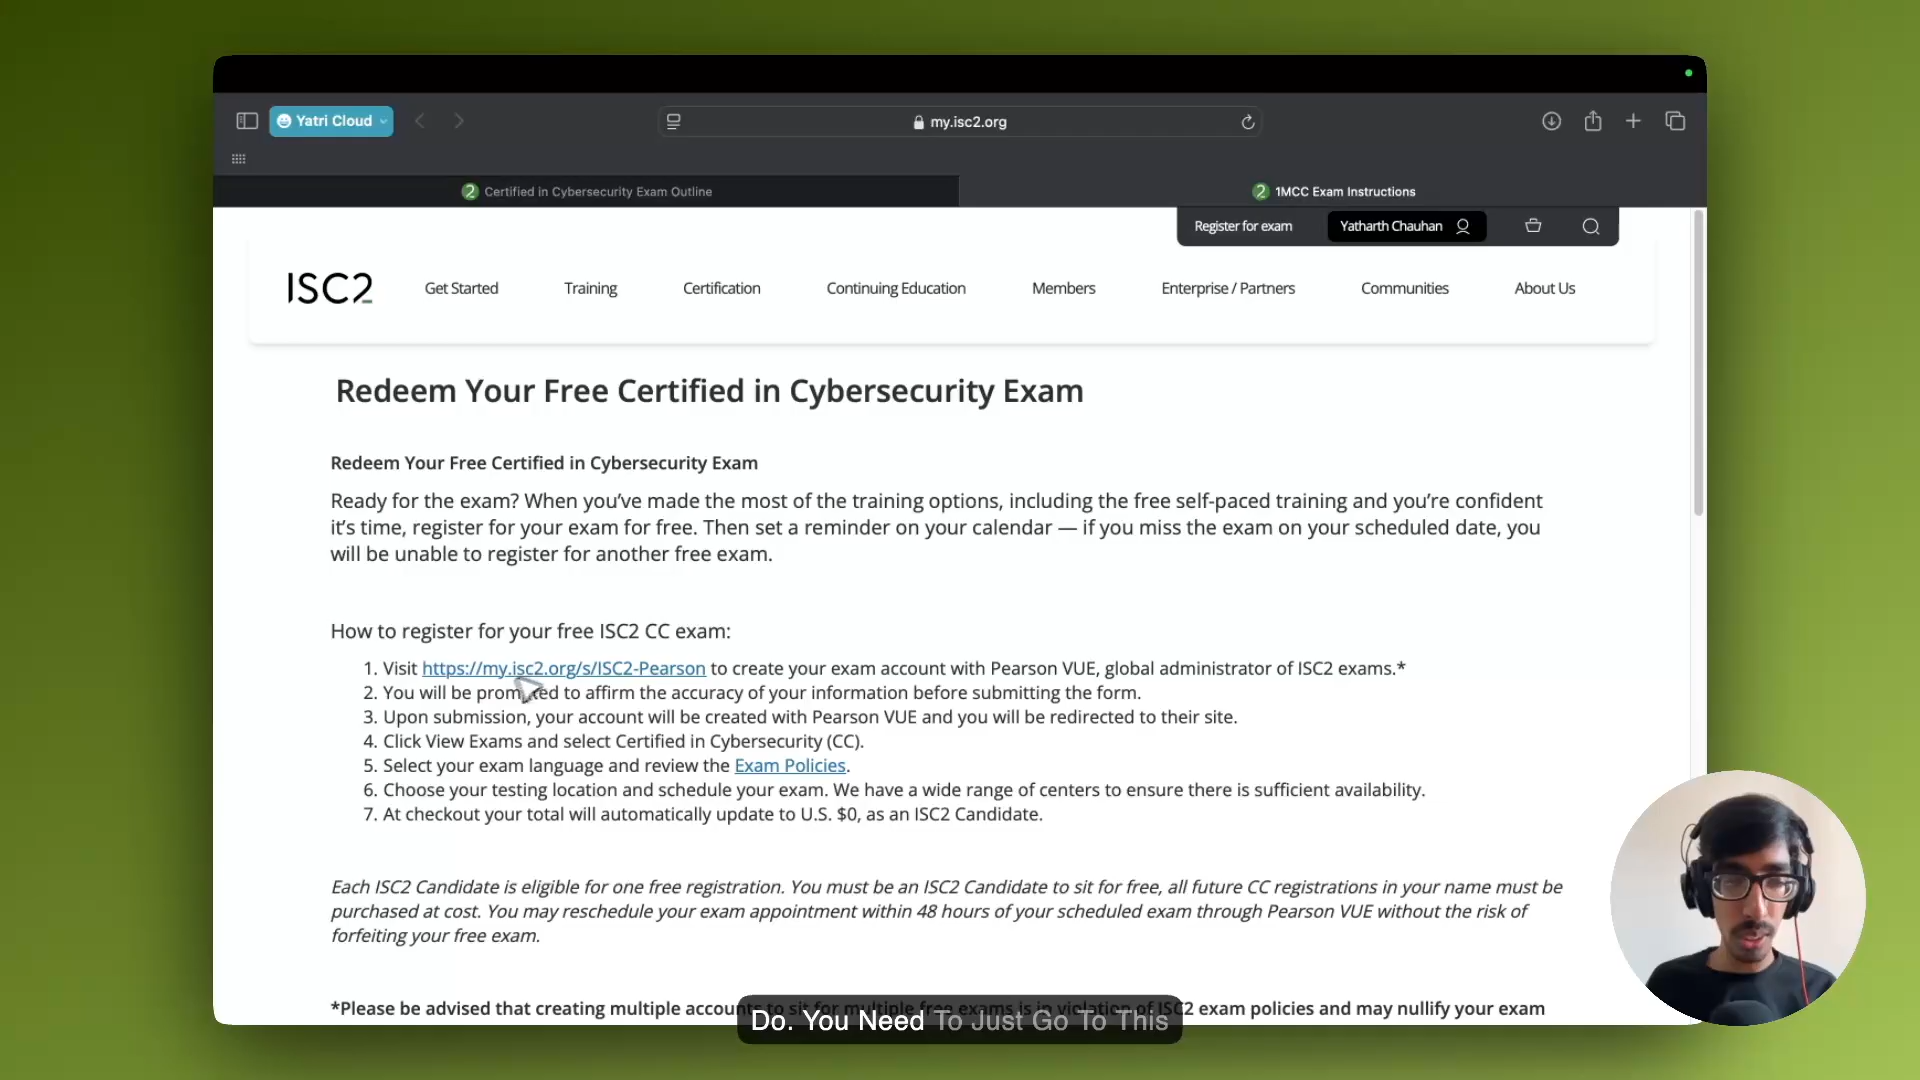 Yatri Cloud
my.isc2.org
Certified in Cybersecurity Exam Outline
1MCC Exam Instructions
Register for exam
Yatharth Chauhan
ISC2
Get Started
Training
Certification
Continuing Education
Members
Enterprise / Partners
Communities
About Us
Redeem Your Free Certified in Cybersecurity Exam
Redeem Your Free Certified in Cybersecurity Exam
Ready for the exam? When you’ve made the most of the training options, including the free self-paced training and you’re confident
it’s time, register for your exam for free. Then set a reminder on your calendar — if you miss the exam on your scheduled date, you
will be unable to register for another free exam.
How to register for your free ISC2 CC exam:
1. Visit https://my.isc2.org/s/ISC2-Pearson to create your exam account with Pearson VUE, global administrator of ISC2 exams.*
2. You will be prompted to affirm the accuracy of your information before submitting the form.
3. Upon submission, your account will be created with Pearson VUE and you will be redirected to their site.
4. Click View Exams and select Certified in Cybersecurity (CC).
5. Select your exam language and review the Exam Policies.
6. Choose your testing location and schedule your exam. We have a wide range of centers to ensure there is sufficient availability.
7. At checkout your total will automatically update to U.S. $0, as an ISC2 Candidate.
Each ISC2 Candidate is eligible for one free registration. You must be an ISC2 Candidate to sit for free, all future CC registrations in your name must be
purchased at cost. You may reschedule your exam appointment within 48 hours of your scheduled exam through Pearson VUE without the risk of
forfeiting your free exam.
*Please be advised that creating multiple accounts to sit for multiple free exams is in violation of ISC2 exam policies and may nullify your exam
Do. You Need To Just Go To This